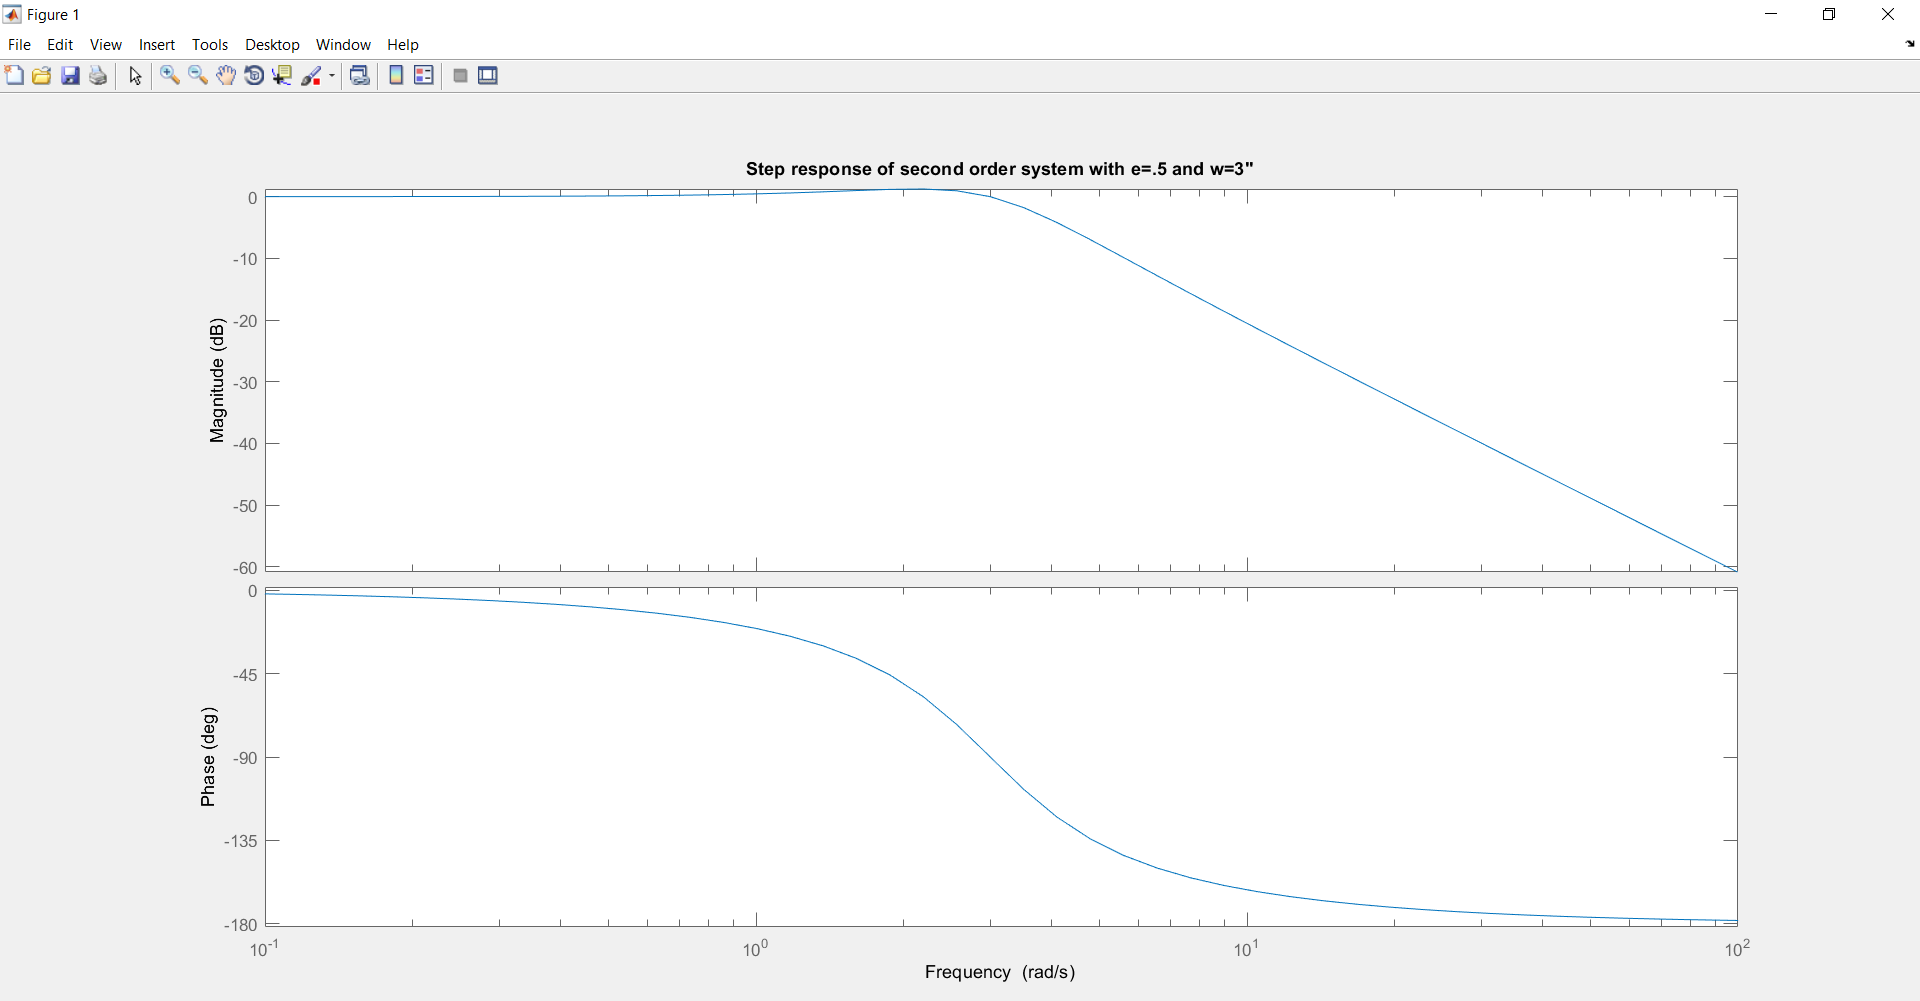 Figure 1
File Edit View Insert Tools Desktop Window Help
Step response of second order system with e=.5 and w=3"
Magnitude (dB)
0
-10
-20
-30
-40
-50
-60
Phase (deg)
0
-45
-90
-135
-180
10^-1 10^0 10^1 10^2
Frequency (rad/s)